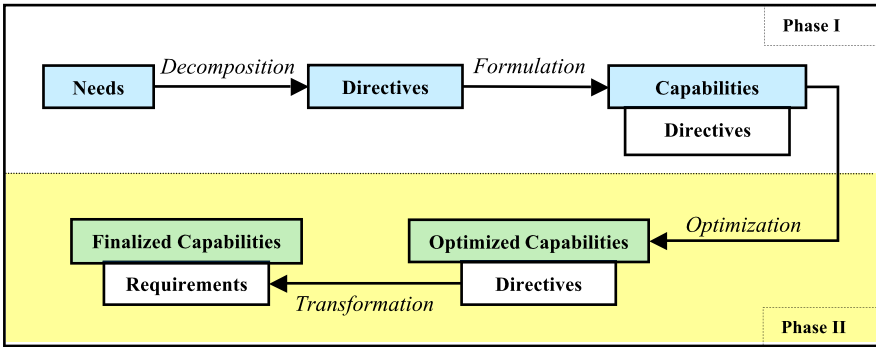 Phase I
Decomposition
Formulation
Needs
Directives
Capabilities
Directives
Optimization
Finalized Capabilities
Optimized Capabilities
Requirements
Directives
Transformation
Phase II